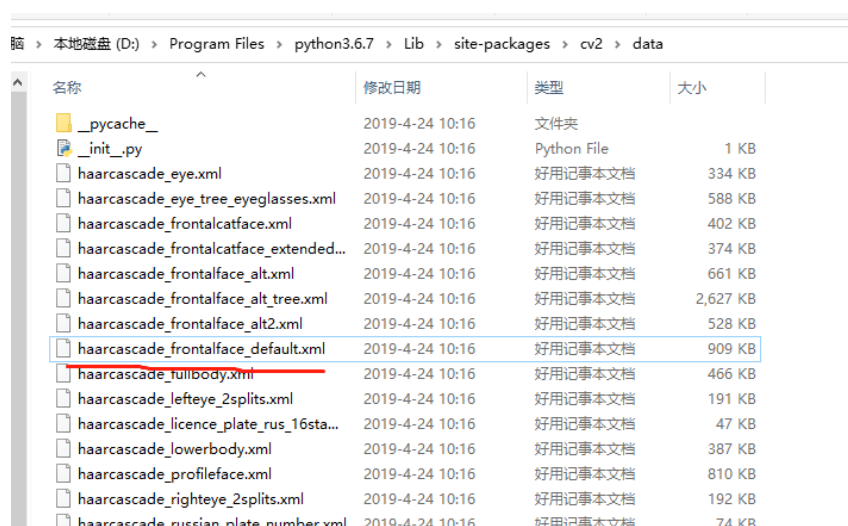 脑 › 本地磁盘 (D:) › Program Files › python3.6.7 › Lib › site-packages › cv2 › data
名称 修改日期 类型 大小
__pycache__ 2019-4-24 10:16 文件夹
__init__.py 2019-4-24 10:16 Python File 1 KB
haarcascade_eye.xml 2019-4-24 10:16 好用记事本文档 334 KB
haarcascade_eye_tree_eyeglasses.xml 2019-4-24 10:16 好用记事本文档 588 KB
haarcascade_frontalcatface.xml 2019-4-24 10:16 好用记事本文档 402 KB
haarcascade_frontalcatface_extended... 2019-4-24 10:16 好用记事本文档 374 KB
haarcascade_frontalface_alt.xml 2019-4-24 10:16 好用记事本文档 661 KB
haarcascade_frontalface_alt_tree.xml 2019-4-24 10:16 好用记事本文档 2,627 KB
haarcascade_frontalface_alt2.xml 2019-4-24 10:16 好用记事本文档 528 KB
haarcascade_frontalface_default.xml 2019-4-24 10:16 好用记事本文档 909 KB
haarcascade_fullbody.xml 2019-4-24 10:16 好用记事本文档 466 KB
haarcascade_lefteye_2splits.xml 2019-4-24 10:16 好用记事本文档 191 KB
haarcascade_licence_plate_rus_16sta... 2019-4-24 10:16 好用记事本文档 47 KB
haarcascade_lowerbody.xml 2019-4-24 10:16 好用记事本文档 387 KB
haarcascade_profileface.xml 2019-4-24 10:16 好用记事本文档 810 KB
haarcascade_righteye_2splits.xml 2019-4-24 10:16 好用记事本文档 192 KB
haarcascade_russian_plate_number.xml 2019-4-24 10:16 好用记事本文档 74 KB